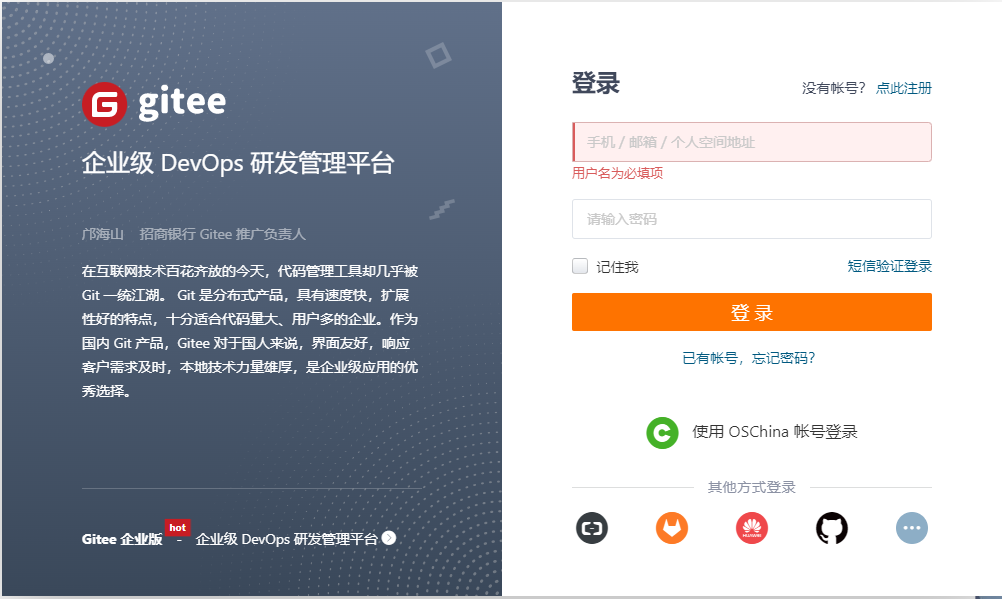 gitee
企业级 DevOps 研发管理平台
邝海山 招商银行 Gitee 推广负责人
在互联网技术百花齐放的今天，代码管理工具却几乎被
Git 一统江湖。 Git 是分布式产品，具有速度快，扩展
性好的特点，十分适合代码量大、用户多的企业。作为
国内 Git 产品，Gitee 对于国人来说，界面友好，响应
客户需求及时，本地技术力量雄厚，是企业级应用的优
秀选择。
hot
Gitee 企业版 - 企业级 DevOps 研发管理平台
登录
没有帐号？ 点此注册
手机 / 邮箱 / 个人空间地址
用户名为必填项
请输入密码
记住我
短信验证登录
登 录
已有帐号，忘记密码？
使用 OSChina 帐号登录
其他方式登录
HUAWEI